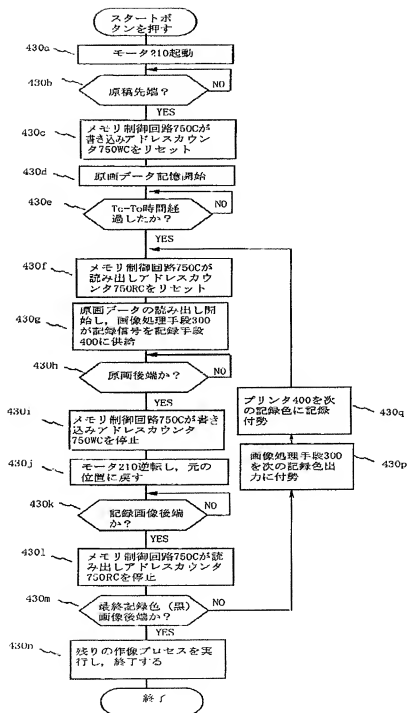 スタートボ
タンを押す
430a
モータ210起動
430b
原稿先端？
NO
YES
430c
メモリ制御回路750Cが
書き込みアドレスカウン
タ750WCをリセット
430d
原画データ記憶開始
430e
Tc-To時間経
過したか？
NO
YES
430f
メモリ制御回路750Cが
読み出しアドレスカウ
ンタ750RCをリセット
430g
原画データの読み出し開
始し，画像処理手段300
が記録信号を記録手段
400に供給
430h
原画後端か？
NO
YES
430i
メモリ制御回路750Cが書き
込みアドレスカウンタ
750WCを停止
430j
モータ210逆転し，元の
位置に戻す
430k
記録画像後端
か？
NO
YES
430l
メモリ制御回路750Cが読
み出しアドレスカウンタ
750RCを停止
430m
最終記録色（黒）
画像後端か？
NO
YES
430n
残りの作像プロセスを実
行し，終了する
終了
プリンタ400を次
の記録色に記録
付勢
430q
画像処理手段300
を次の記録色出
力に付勢
430p